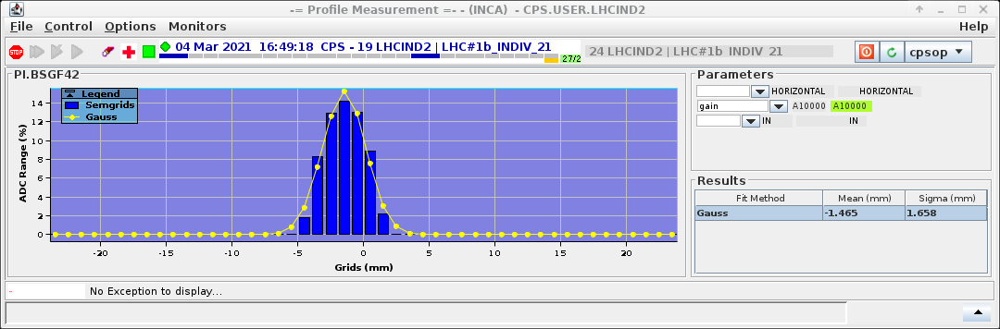 -= Profile Measurement =- - (INCA) - CPS.USER.LHCIND2
File Control Options Monitors Help
STOP 04 Mar 2021 16:49:18 CPS - 19 LHCIND2 | LHC#1b_INDIV_21 27/2 24 LHCIND2 | LHC#1b_INDIV_21 cpsop
PI.BSGF42
Legend
Semgrids
Gauss
ADC Range (%)
14
12
10
8
6
4
2
0
-20 -15 -10 -5 0 5 10 15 20
Grids (mm)
Parameters
HORIZONTAL HORIZONTAL
gain A10000 A10000
IN IN
Results
Fit Method Mean (mm) Sigma (mm)
Gauss -1.465 1.658
- No Exception to display...